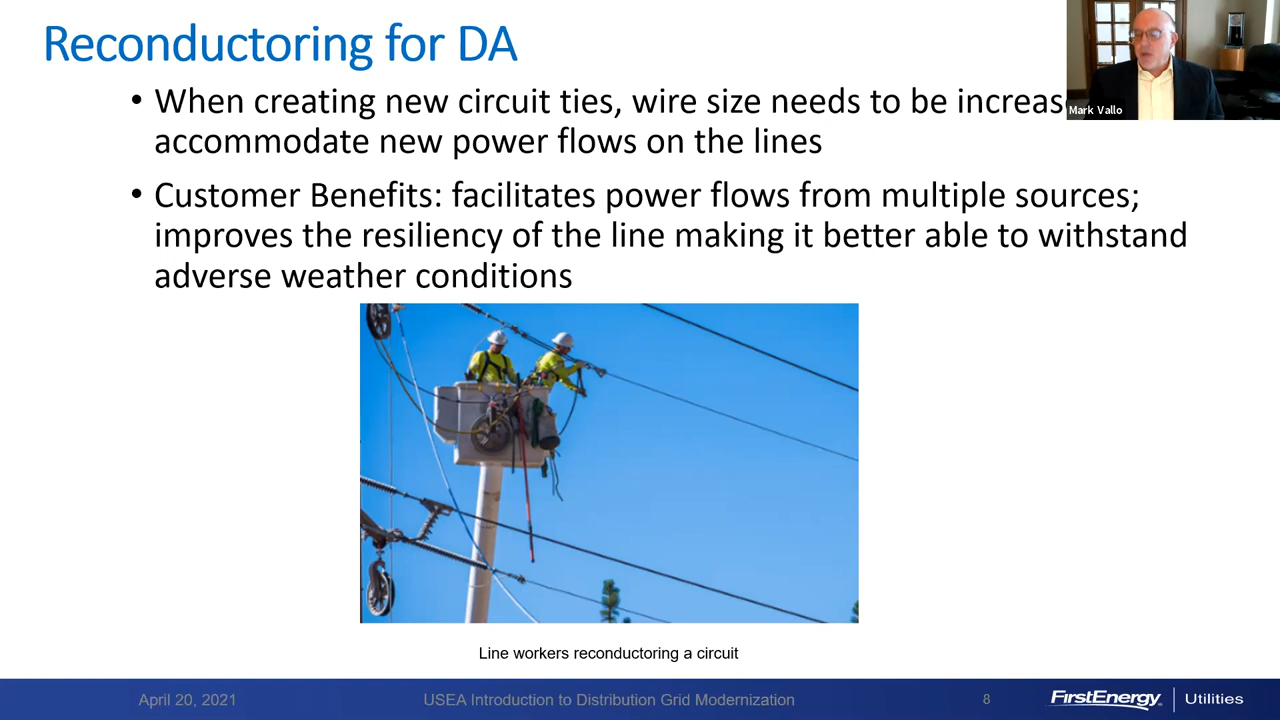 Reconductoring for DA
• When creating new circuit ties, wire size needs to be increas
Mark Vallo
accommodate new power flows on the lines
• Customer Benefits: facilitates power flows from multiple sources;
improves the resiliency of the line making it better able to withstand
adverse weather conditions
Line workers reconductoring a circuit
April 20, 2021
USEA Introduction to Distribution Grid Modernization
8
FirstEnergy
Utilities